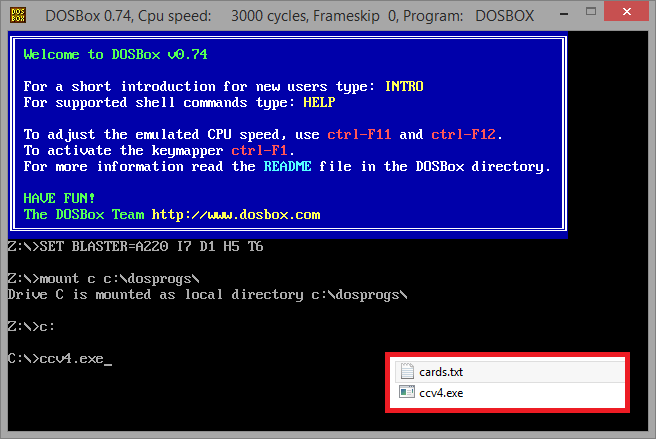 DOSBox 0.74, Cpu speed: 3000 cycles, Frameskip 0, Program: DOSBOX
Welcome to DOSBox v0.74
For a short introduction for new users type: INTRO
For supported shell commands type: HELP
To adjust the emulated CPU speed, use ctrl-F11 and ctrl-F12.
To activate the keymapper ctrl-F1.
For more information read the README file in the DOSBox directory.
HAVE FUN!
The DOSBox Team http://www.dosbox.com
Z:\>SET BLASTER=A220 I7 D1 H5 T6
Z:\>mount c c:\dosprogs\
Drive C is mounted as local directory c:\dosprogs\
Z:\>c:
C:\>ccv4.exe_
cards.txt
ccv4.exe